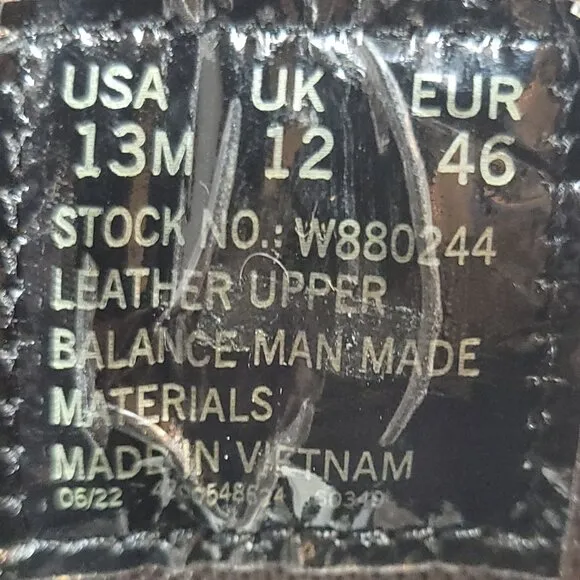 USA UK EUR
13M 12 46
STOCK NO.: W880244
LEATHER UPPER
BALANCE MAN MADE
MATERIALS
MADE IN VIETNAM
06/22